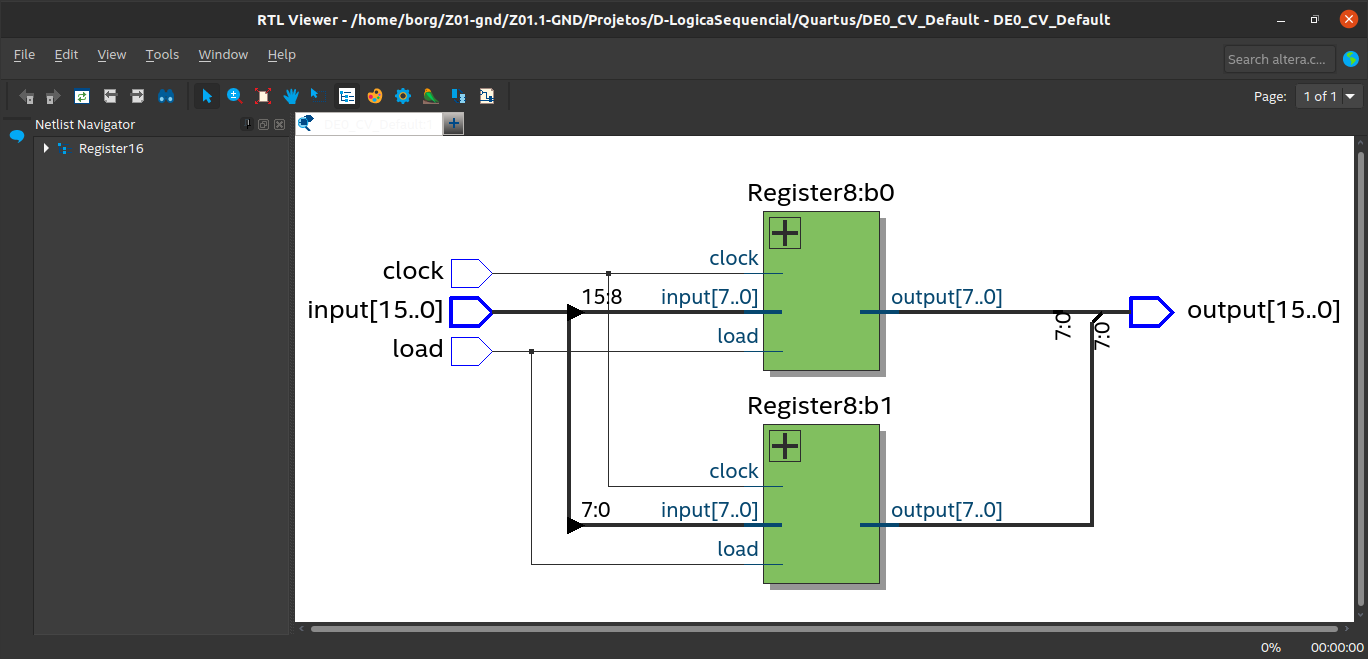 RTL Viewer - /home/borg/Z01-gnd/Z01.1-GND/Projetos/D-LogicaSequencial/Quartus/DE0_CV_Default - DE0_CV_Default
File Edit View Tools Window Help
Search altera.c...
Page: 1 of 1
Netlist Navigator
DE0_CV_Default:1
Register16
Register8:b0
clock
clock
15:8
input[7..0]
output[7..0]
input[15..0]
output[15..0]
load
load
7:0
7:0
Register8:b1
clock
7:0
input[7..0]
output[7..0]
load
0% 00:00:00